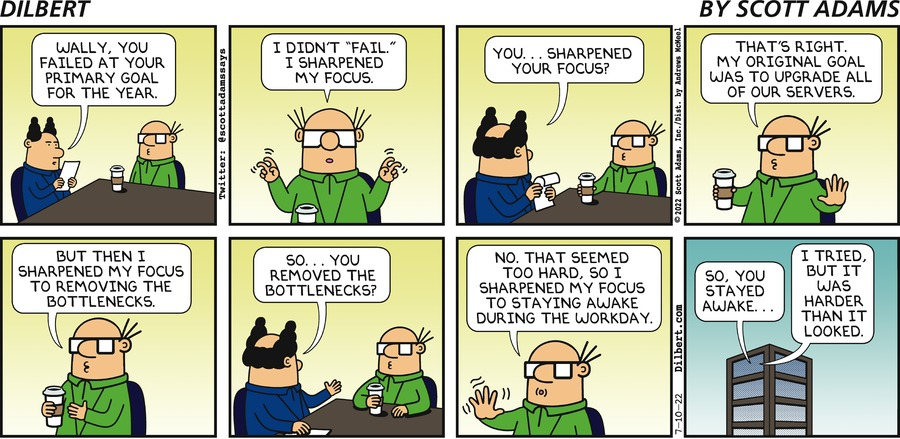 DILBERT
BY SCOTT ADAMS
WALLY, YOU
FAILED AT YOUR
PRIMARY GOAL
FOR THE YEAR.
Twitter: @scottadamssays
I DIDN'T "FAIL."
I SHARPENED
MY FOCUS.
YOU... SHARPENED
YOUR FOCUS?
© 2022 Scott Adams, Inc./Dist. by Andrews McMeel
THAT'S RIGHT.
MY ORIGINAL GOAL
WAS TO UPGRADE ALL
OF OUR SERVERS.
BUT THEN I
SHARPENED MY FOCUS
TO REMOVING THE
BOTTLENECKS.
SO... YOU
REMOVED THE
BOTTLENECKS?
NO. THAT SEEMED
TOO HARD, SO I
SHARPENED MY FOCUS
TO STAYING AWAKE
DURING THE WORKDAY.
7-10-22 Dilbert.com
SO, YOU
STAYED
AWAKE...
I TRIED,
BUT IT
WAS
HARDER
THAN IT
LOOKED.